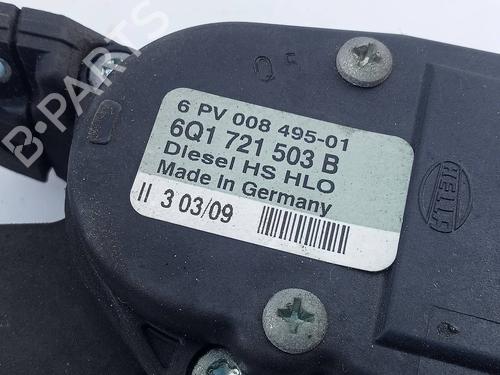 B-PARTS
6 PV 008 495-01
6Q1 721 503 B
Diesel HS HLO
Made in Germany
II 3 03/09
HELLA